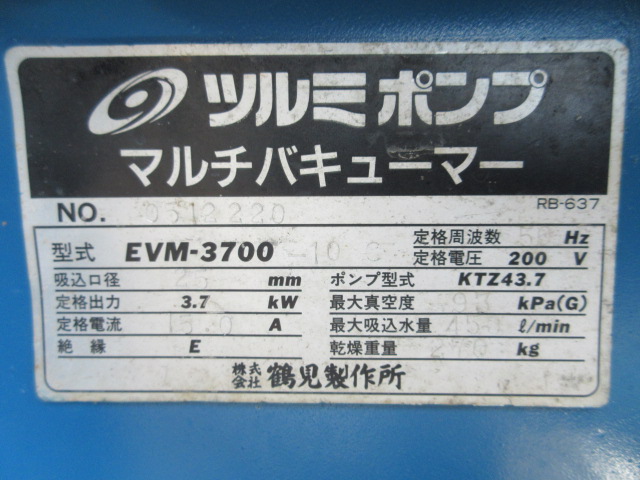 ツルミポンプ
マルチバキューマー
NO. 0512220 RB-637
型式 EVM-3700 定格周波数 Hz
定格電圧 200 V
吸込口径 mm ポンプ型式 KTZ43.7
定格出力 3.7 kW 最大真空度 kPa(G)
定格電流 A 最大吸込水量 ℓ/min
絶縁 E 乾燥重量 kg
株式会社 鶴見製作所